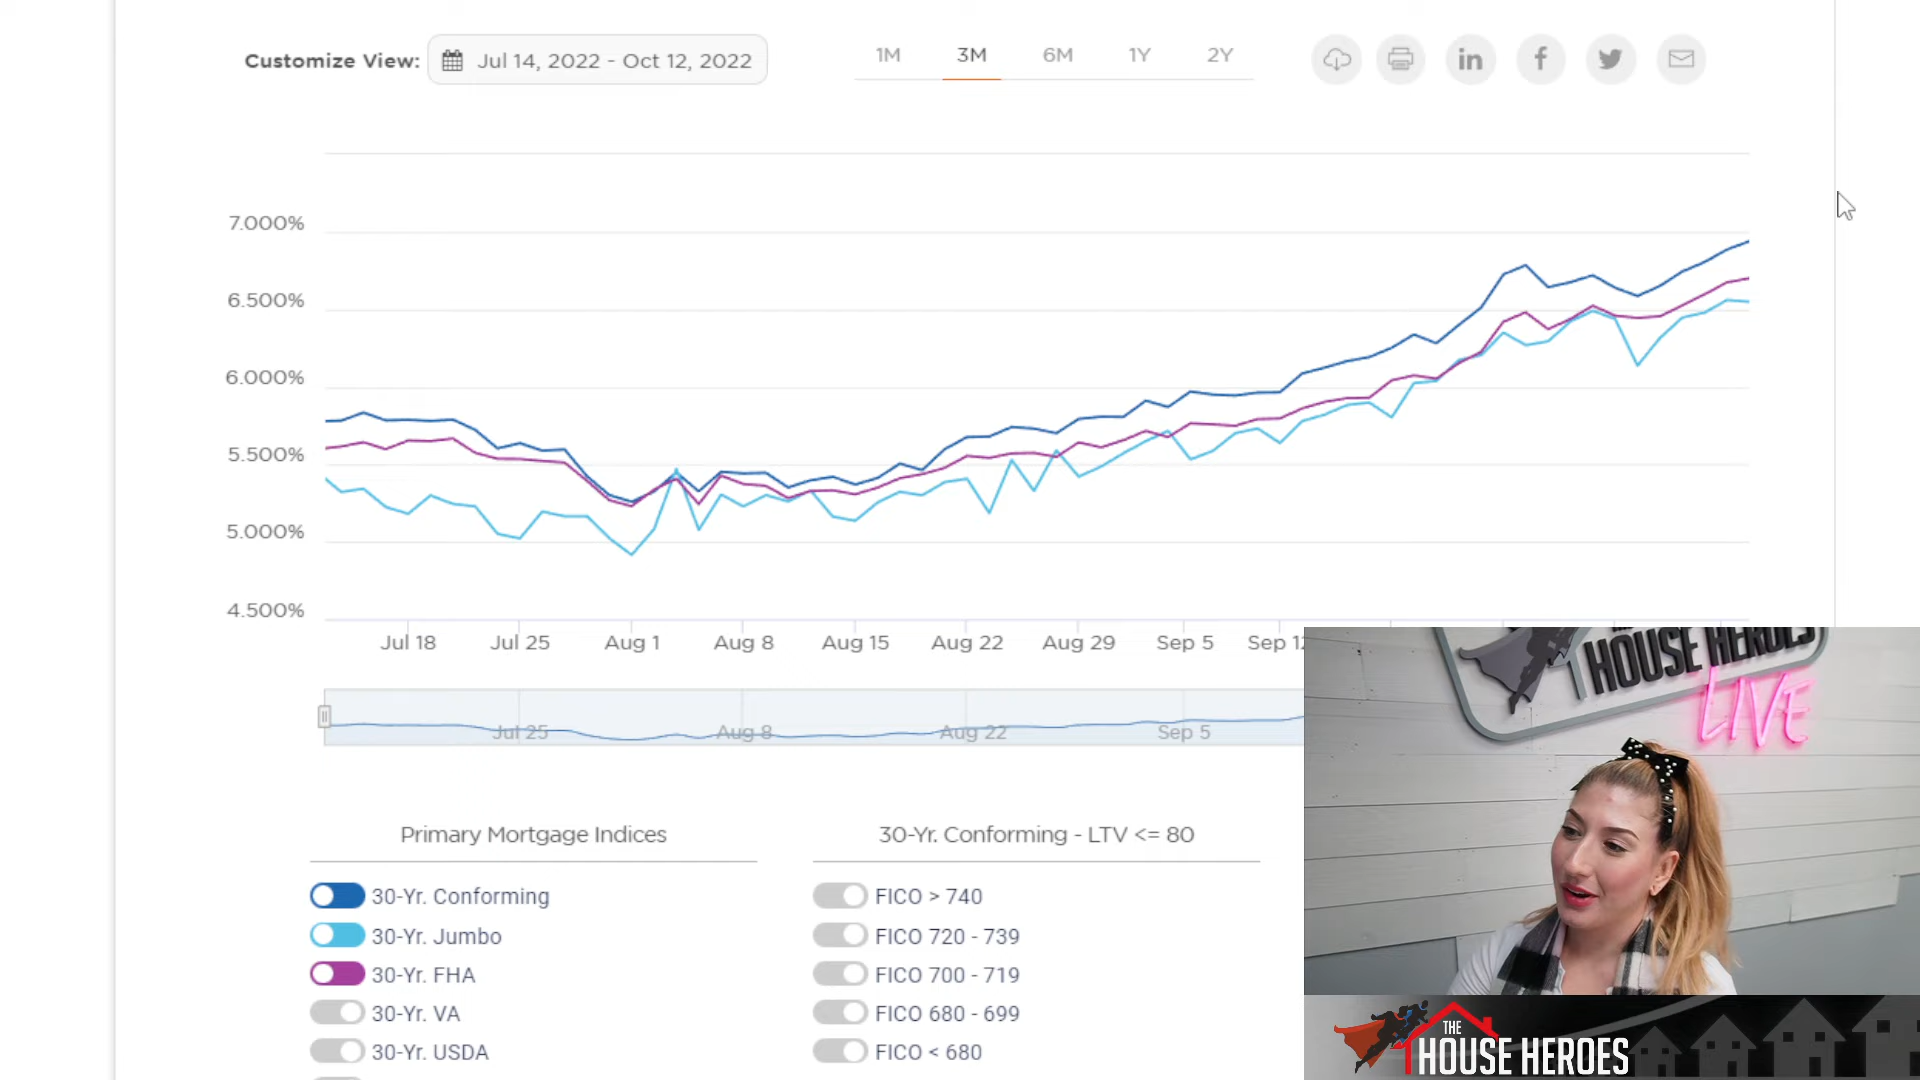 Customize View:
Jul 14, 2022 - Oct 12, 2022
1M 3M 6M 1Y 2Y
7.000%
6.500%
6.000%
5.500%
5.000%
4.500%
Jul 18 Jul 25 Aug 1 Aug 8 Aug 15 Aug 22 Aug 29 Sep 5 Sep 12
Jul 25 Aug 8 Aug 22 Sep 5
Primary Mortgage Indices
30-Yr. Conforming
30-Yr. Jumbo
30-Yr. FHA
30-Yr. VA
30-Yr. USDA
30-Yr. Conforming - LTV <= 80
FICO > 740
FICO 720 - 739
FICO 700 - 719
FICO 680 - 699
FICO < 680
HOUSE HEROES
LIVE
THE
HOUSE HEROES